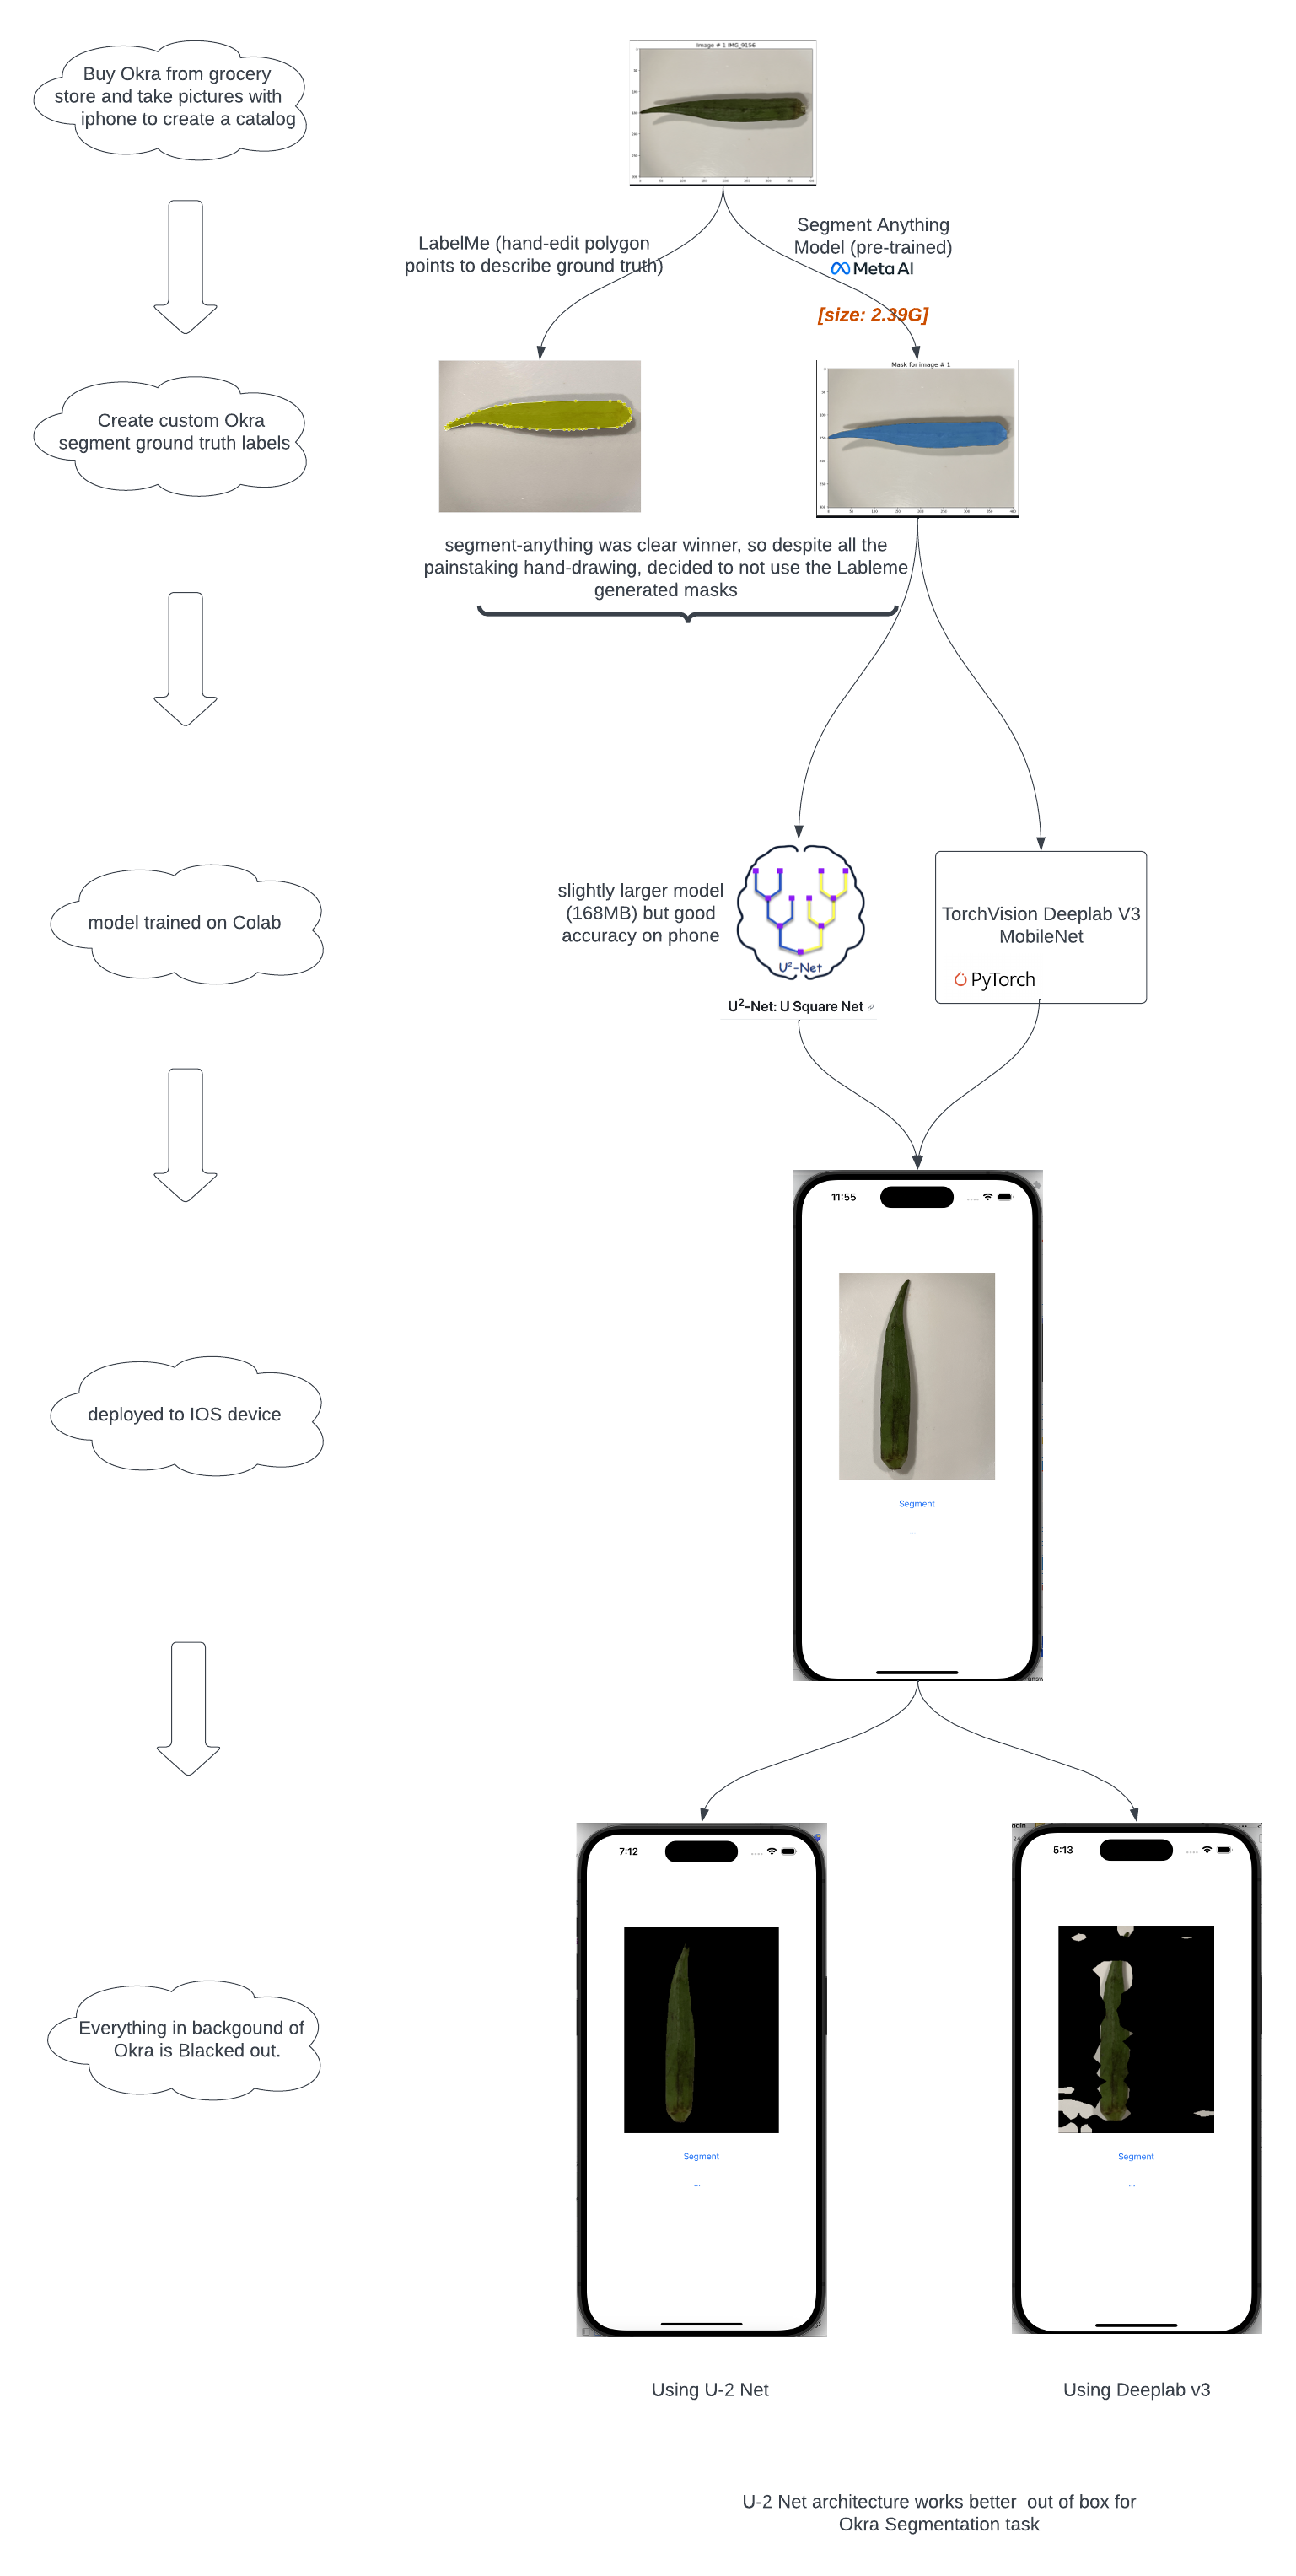 Buy Okra from grocery
store and take pictures with
iphone to create a catalog
Image # 1 IMG_9156
LabelMe (hand-edit polygon
points to describe ground truth)
Segment Anything
Model (pre-trained)
Meta AI
[size: 2.39G]
Create custom Okra
segment ground truth labels
Mask for image # 1
segment-anything was clear winner, so despite all the
painstaking hand-drawing, decided to not use the Lableme
generated masks
model trained on Colab
slightly larger model
(168MB) but good
accuracy on phone
U²-Net
U²-Net: U Square Net
TorchVision Deeplab V3
MobileNet
PyTorch
deployed to IOS device
11:55
Segment
...
Everything in backgound of
Okra is Blacked out.
7:12
Segment
...
5:13
Segment
...
Using U-2 Net
Using Deeplab v3
U-2 Net architecture works better out of box for
Okra Segmentation task